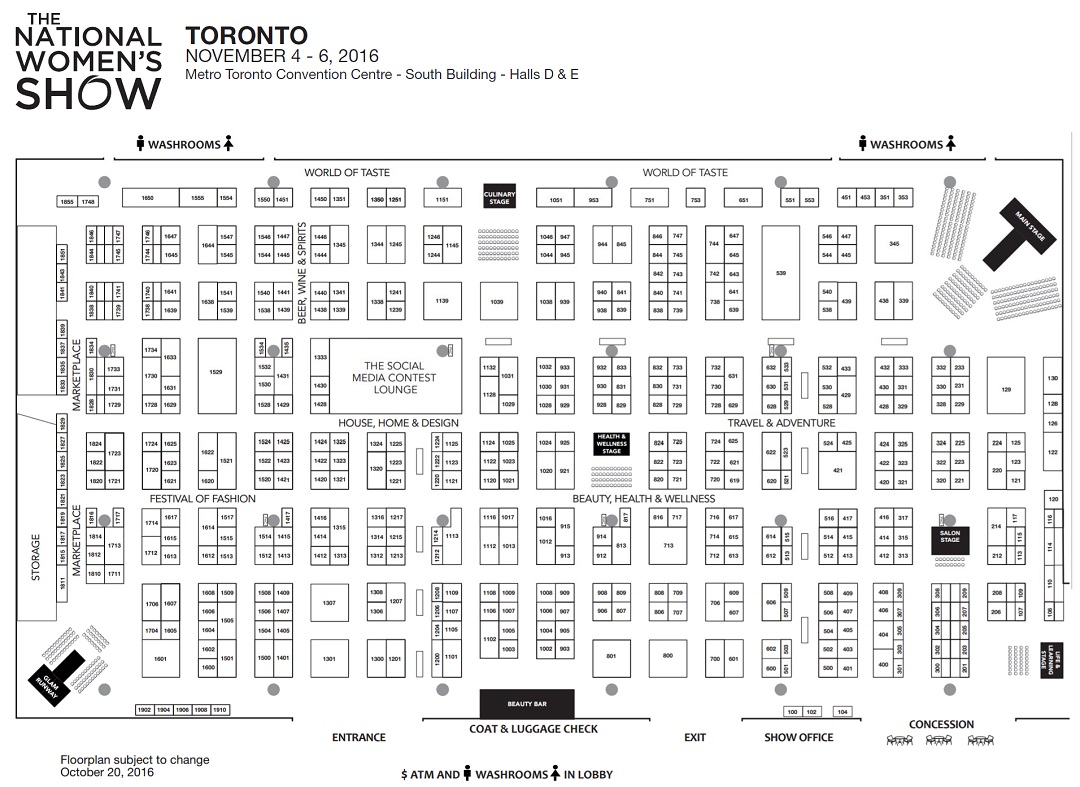 THE
NATIONAL
WOMEN'S
SHOW
TORONTO
NOVEMBER 4 - 6, 2016
Metro Toronto Convention Centre - South Building - Halls D & E
WASHROOMS
WASHROOMS
WORLD OF TASTE
WORLD OF TASTE
1855 1748 1650 1555 1554 1550 1451 1450 1351 1350 1251 1151
CULINARY
STAGE
1051 953 751 753 651 551 553 451 453 351 353
MAIN STAGE
BEER, WINE & SPIRITS
1846 1747 1746 1647 1547 1546 1447 1446 1246 1046 947 846 747 647 546 447
1644 1345 1344 1245 1145 944 845 744 345
1844 1745 1744 1645 1545 1544 1445 1444 1244 1044 945 844 745 645 544 445
1851 1843 1841
842 743 643 539
1840 1741 1740 1641 1541 1540 1441 1440 1341 1241 940 841 840 741 742 641 540
1638 1338 1139 1039 1038 939 738 439 438 339
1838 1739 1738 1639 1539 1538 1439 1438 1339 1239 938 839 838 739 639 538
1839 1837 1835 1833
MARKETPLACE
1834 1733 1734 1633 1529 1534 1435 1333
1830 1731 1730 1631 1532 1530 1431 1430
1828 1729 1728 1629 1528 1429 1428
THE SOCIAL
MEDIA CONTEST
LOUNGE
1132 1031 1032 933 932 833 832 733 732 631 632 533 532 433 432 333 332 233
1128 1030 931 930 831 830 731 730 630 531 530 429 430 331 330 231 129 130
1029 1028 929 928 829 828 729 728 629 628 529 528 428 329 328 229 128
126
122
HOUSE, HOME & DESIGN
TRAVEL & ADVENTURE
1829 1827 1825 1823 1821
1824 1723 1724 1625 1622 1521 1524 1425 1424 1325 1324 1225 1224 1125 1124 1025 1024 925
1822 1720 1623 1522 1423 1422 1323 1320 1223 1222 1123 1122 1023 1020 921
1820 1721 1621 1620 1520 1421 1420 1321 1221 1220 1121 1120 1021
HEALTH &
WELLNESS
STAGE
824 725 724 625 622 523 524 425 424 325 324 225 224 125
822 723 722 621 421 422 323 322 221 220 123
820 721 720 619 620 521 420 321 320 221 121
FESTIVAL OF FASHION
BEAUTY, HEALTH & WELLNESS
120
STORAGE
MARKETPLACE
1819 1817 1815 1811
1816 1717 1714 1617 1614 1517 1417 1416 1315 1316 1217 1116 1017 1016 915 817 816 717 716 617 516 417 416 317 117 116
1814 1713 1615 1515 1514 1415 1314 1215 1214 1113 1012 914 813 713 714 615 614 515 514 415 414 315 214 115 114
1812 1712 1613 1612 1513 1512 1413 1412 1313 1312 1213 1212 1112 1013 913 912 712 613 612 513 512 413 412 313 212 113
1810 1711
SALON
STAGE
110
108
1706 1607 1608 1509 1508 1409 1307 1308 1207 1208 1109 1108 1009 1008 909 908 809 808 709 706 609 606 509 508 409 408 309 308 209 208 109
1606 1505 1506 1407 1306 1206 1107 1106 1007 1006 907 906 807 806 707 607 507 506 407 406 307 306 207 206 107
1704 1605 1604 1504 1405 1204 1105 1102 1005 1004 905 504 405 404 305 304 205
1601 1602 1501 1500 1401 1301 1300 1201 1200 1101 1003 1002 903 801 800 700 601 602 503 502 403 303 302 203
1600 600 501 500 401 400 301 300 201
GLAM
RUNWAY
LIFE &
LEARNING
STAGE
1902 1904 1906 1908 1910
BEAUTY BAR
100 102 104
ENTRANCE
COAT & LUGGAGE CHECK
EXIT
SHOW OFFICE
CONCESSION
Floorplan subject to change
October 20, 2016
$ ATM AND WASHROOMS IN LOBBY